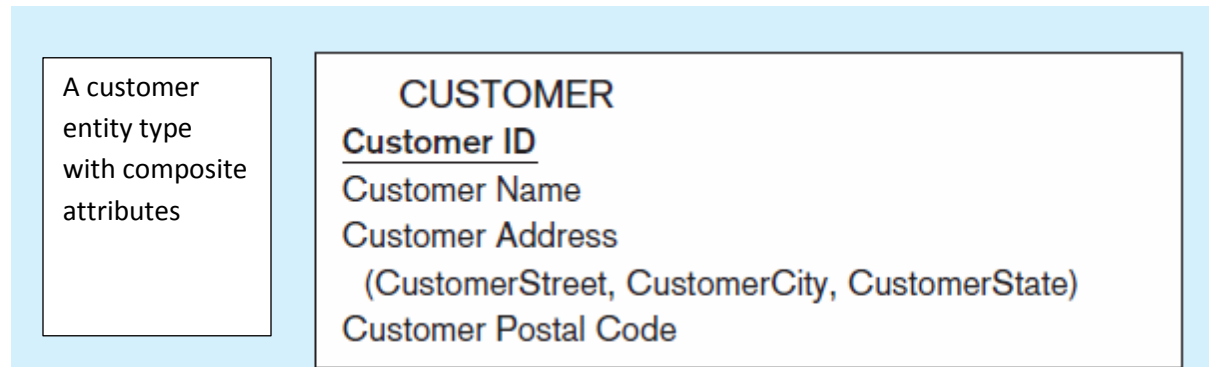 A customer
entity type
with composite
attributes
CUSTOMER
Customer ID
Customer Name
Customer Address
(CustomerStreet, CustomerCity, CustomerState)
Customer Postal Code